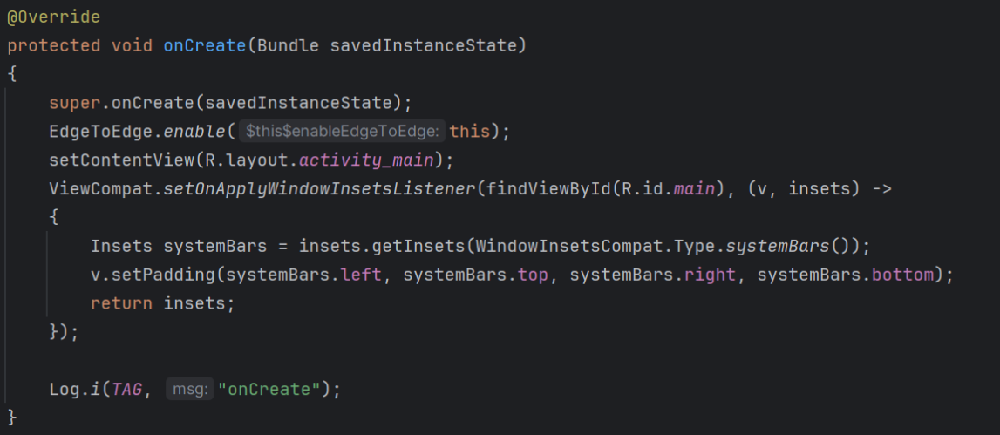 @Override
protected void onCreate(Bundle savedInstanceState)
{
    super.onCreate(savedInstanceState);
    EdgeToEdge.enable( $this$enableEdgeToEdge: this);
    setContentView(R.layout.activity_main);
    ViewCompat.setOnApplyWindowInsetsListener(findViewById(R.id.main), (v, insets) ->
    {
        Insets systemBars = insets.getInsets(WindowInsetsCompat.Type.systemBars());
        v.setPadding(systemBars.left, systemBars.top, systemBars.right, systemBars.bottom);
        return insets;
    });

    Log.i(TAG, msg: "onCreate");
}